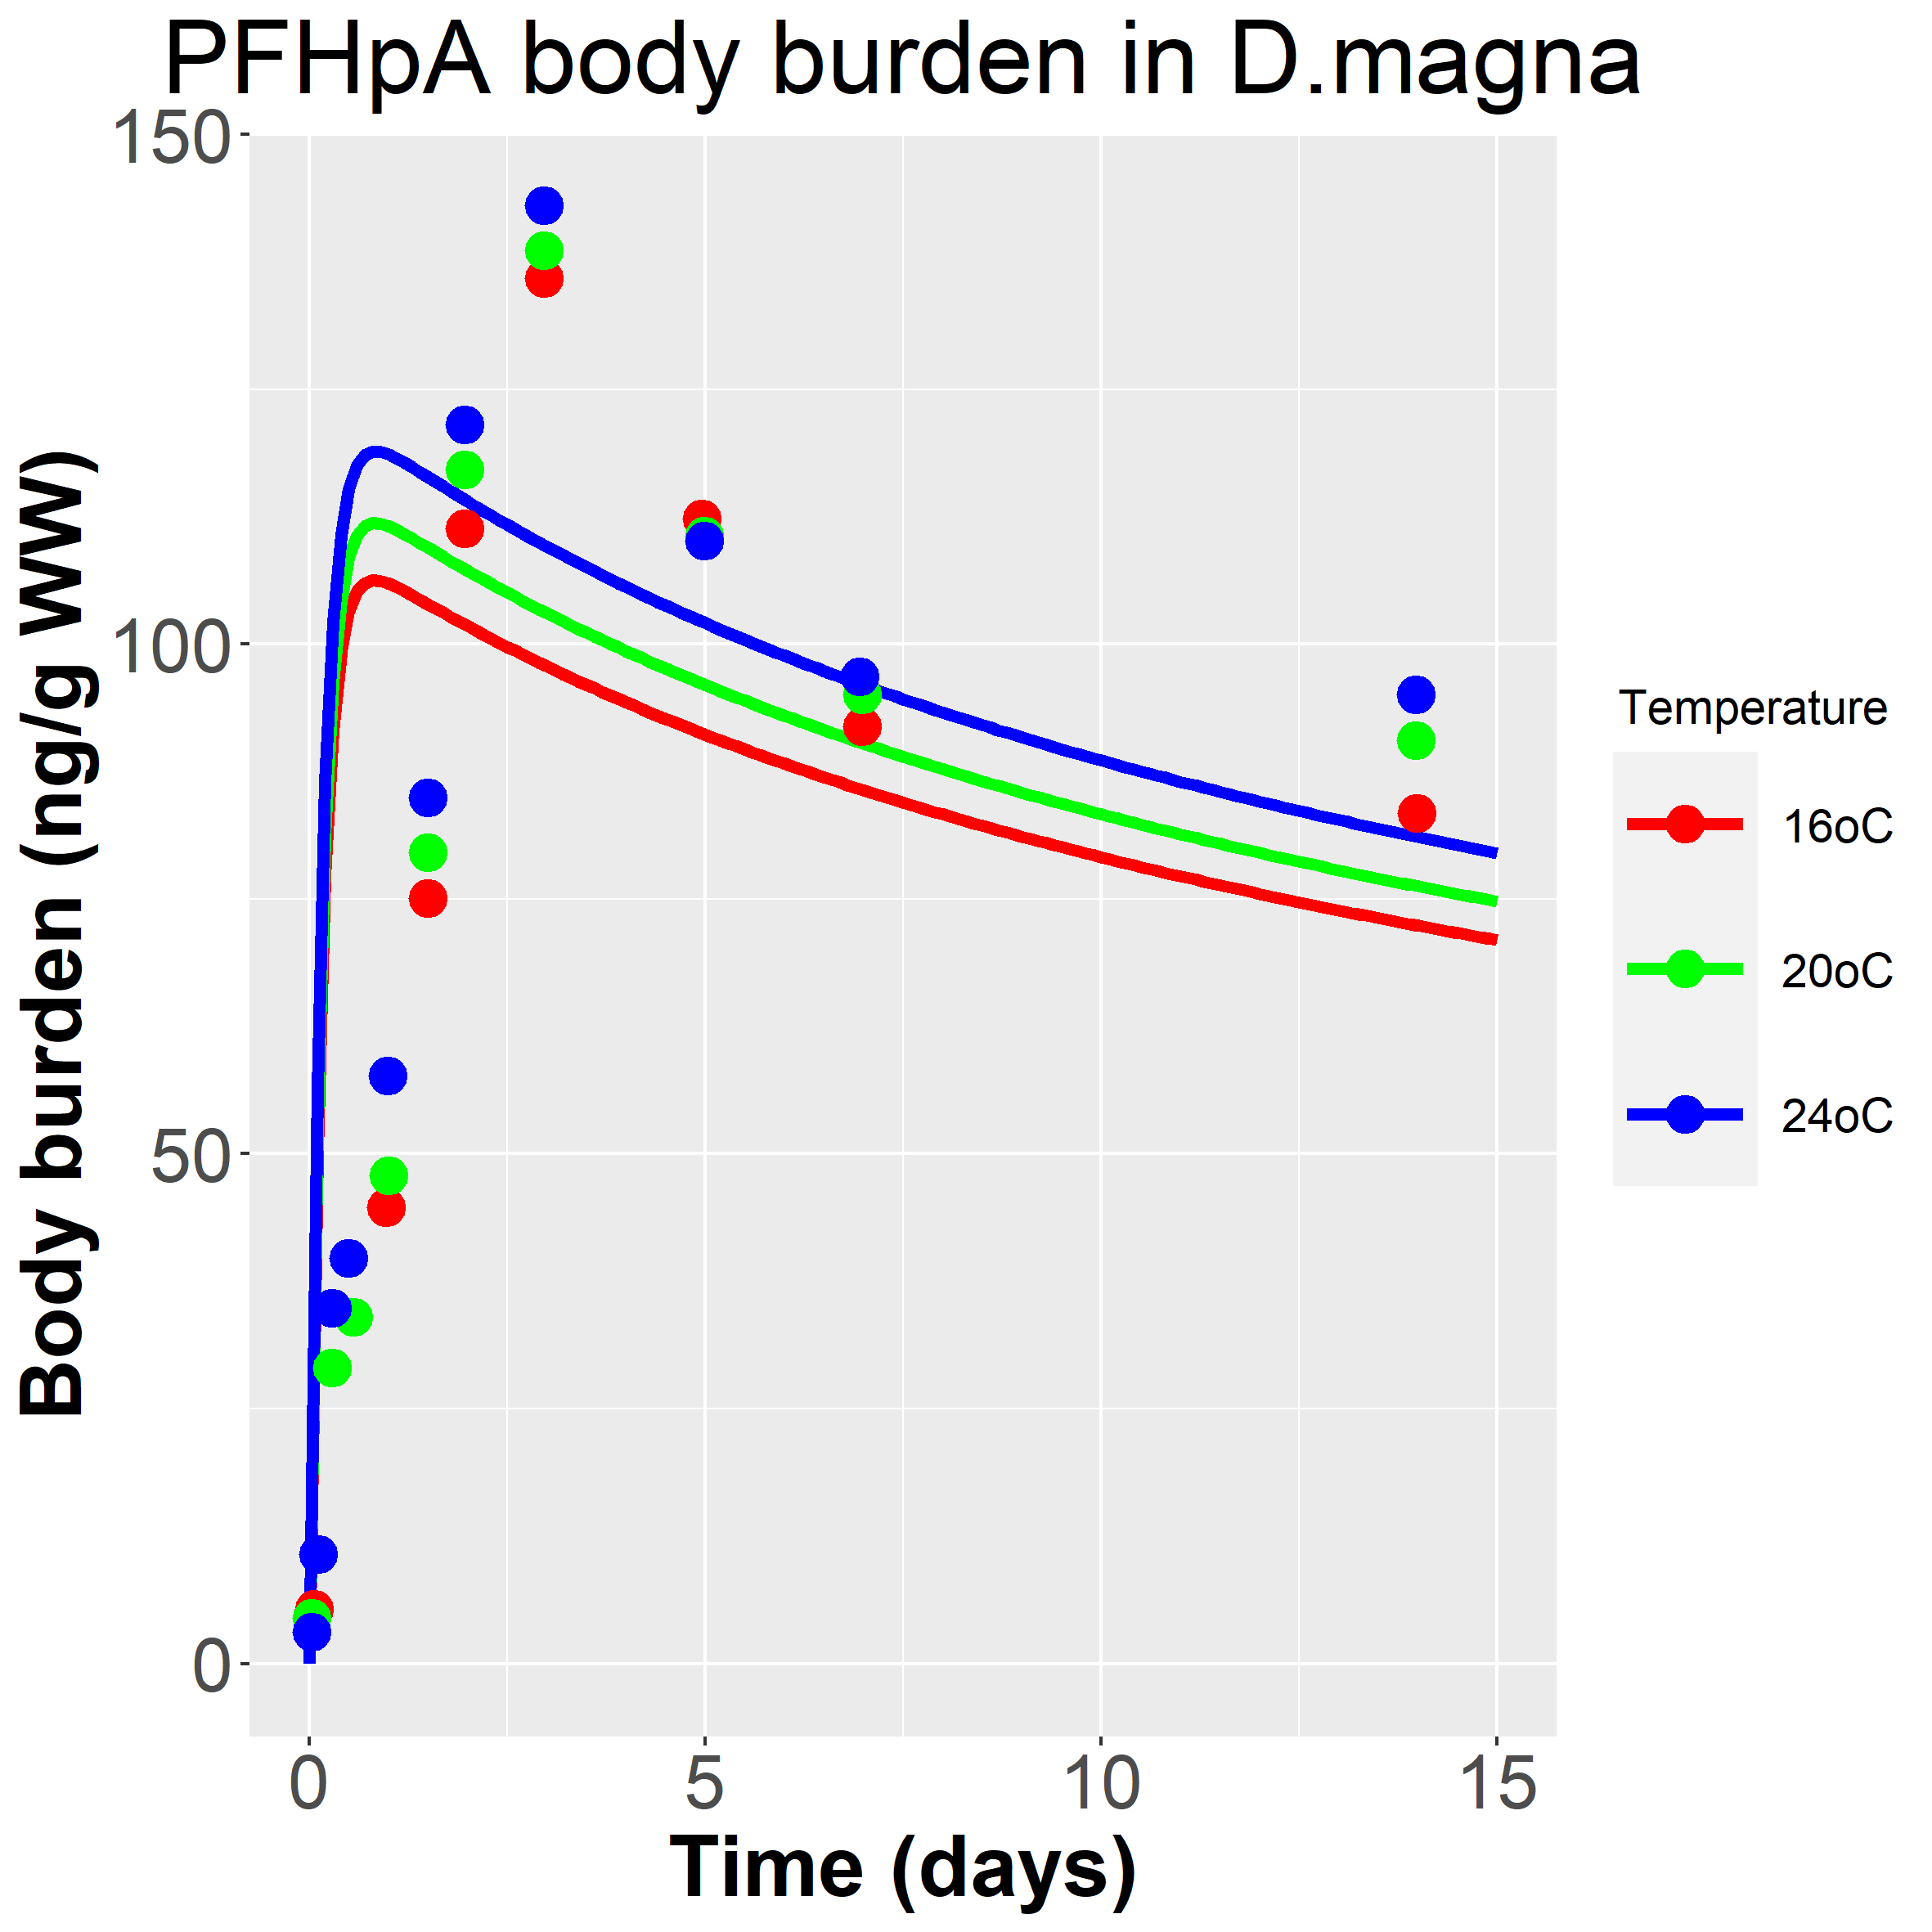 PFHpA body burden in D.magna
150
100
50
0
Body burden (ng/g WW)
0 5 10 15
Time (days)
Temperature
16oC
20oC
24oC